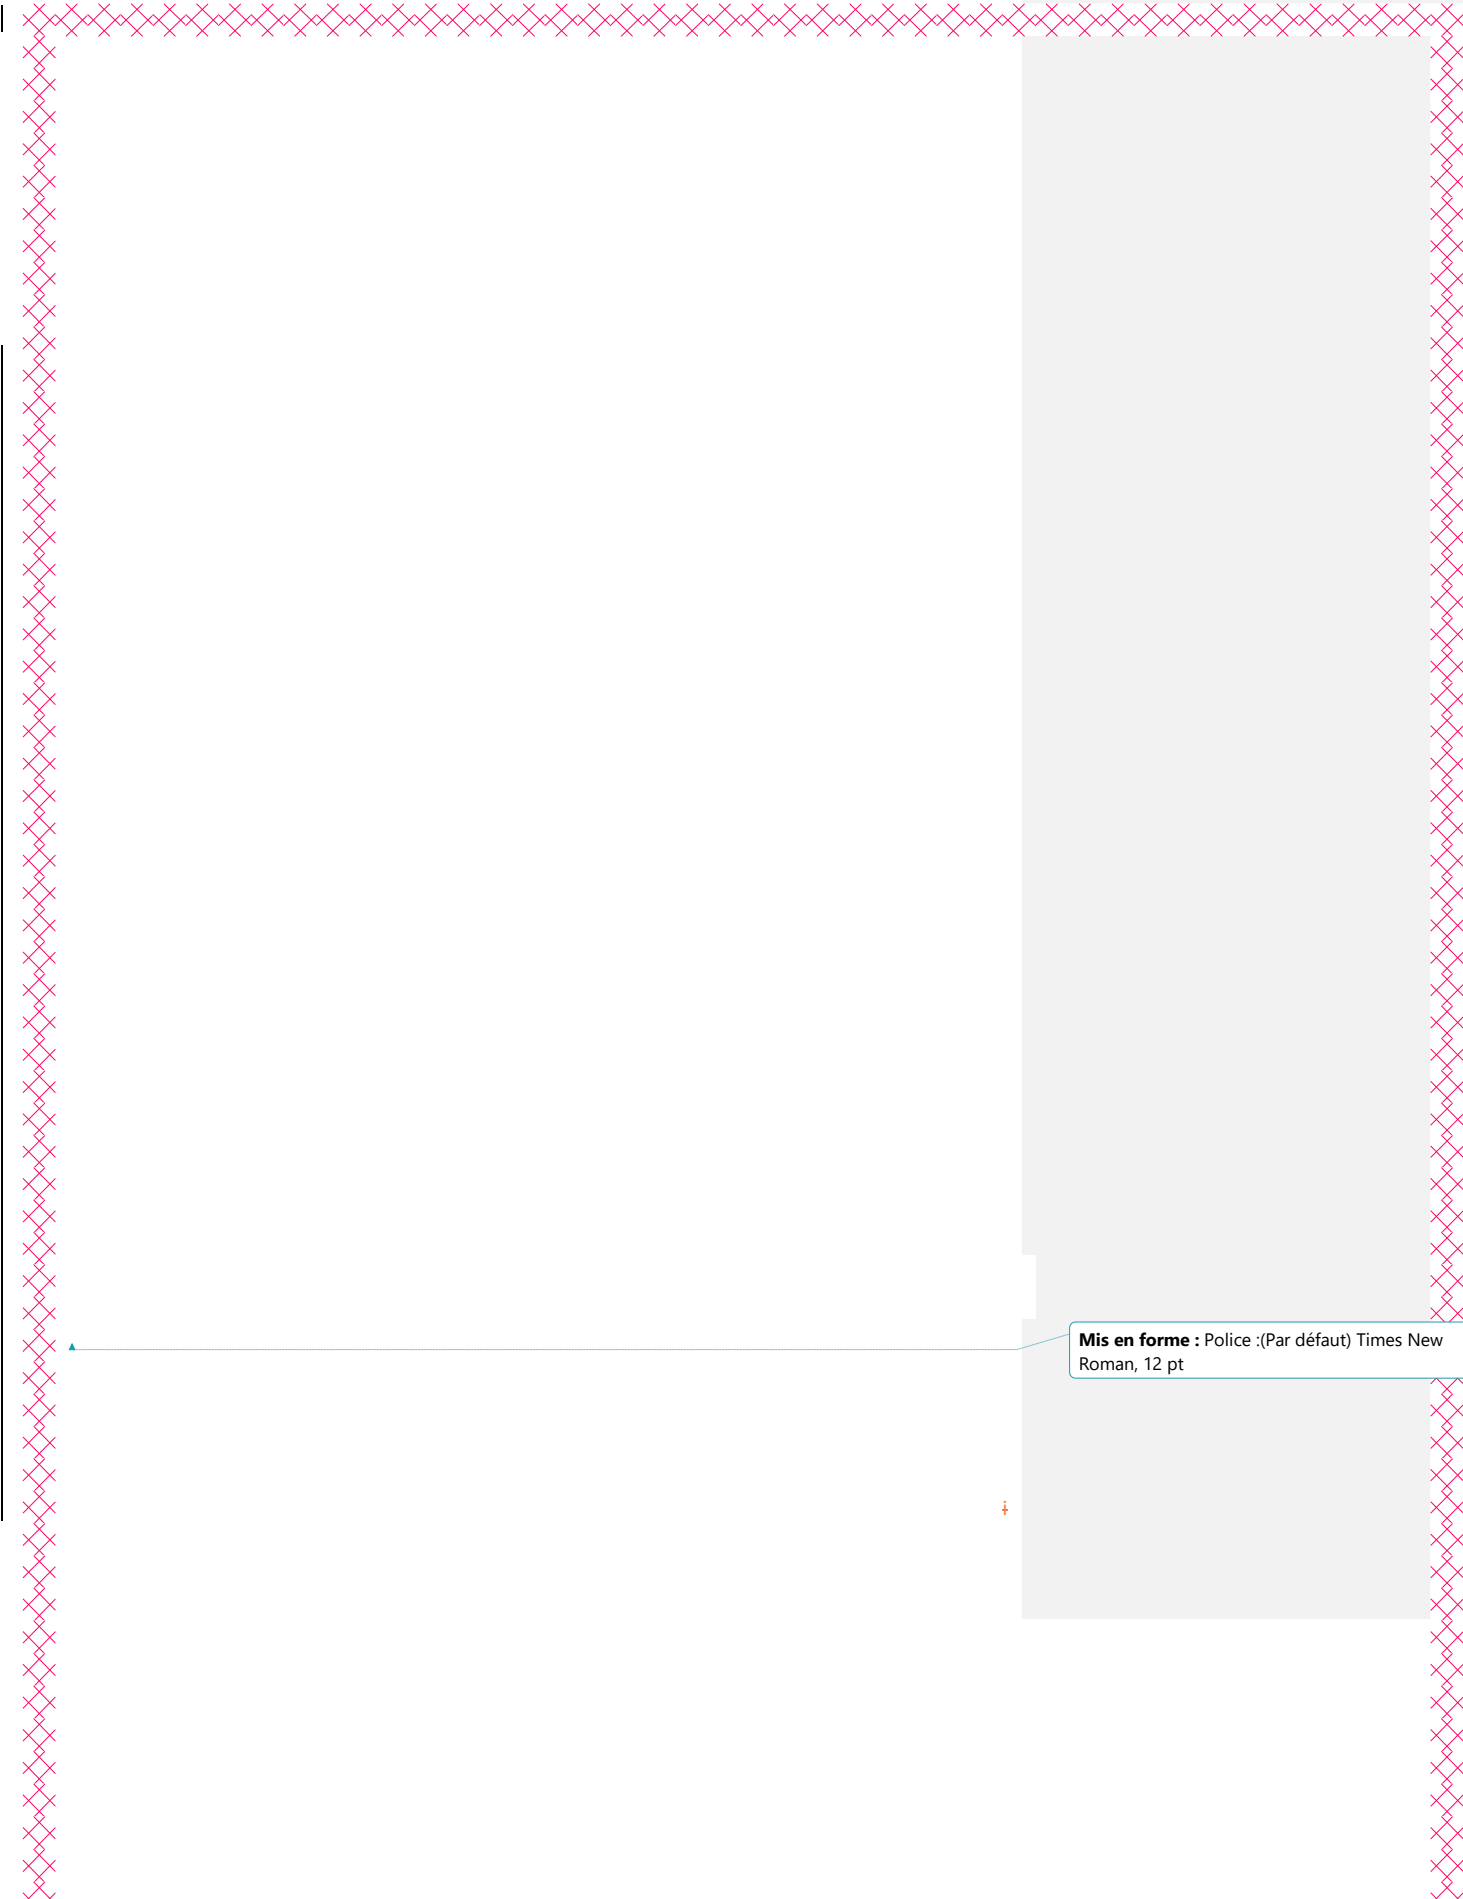 Mis en forme : Police :(Par défaut) Times New
Roman, 12 pt
i